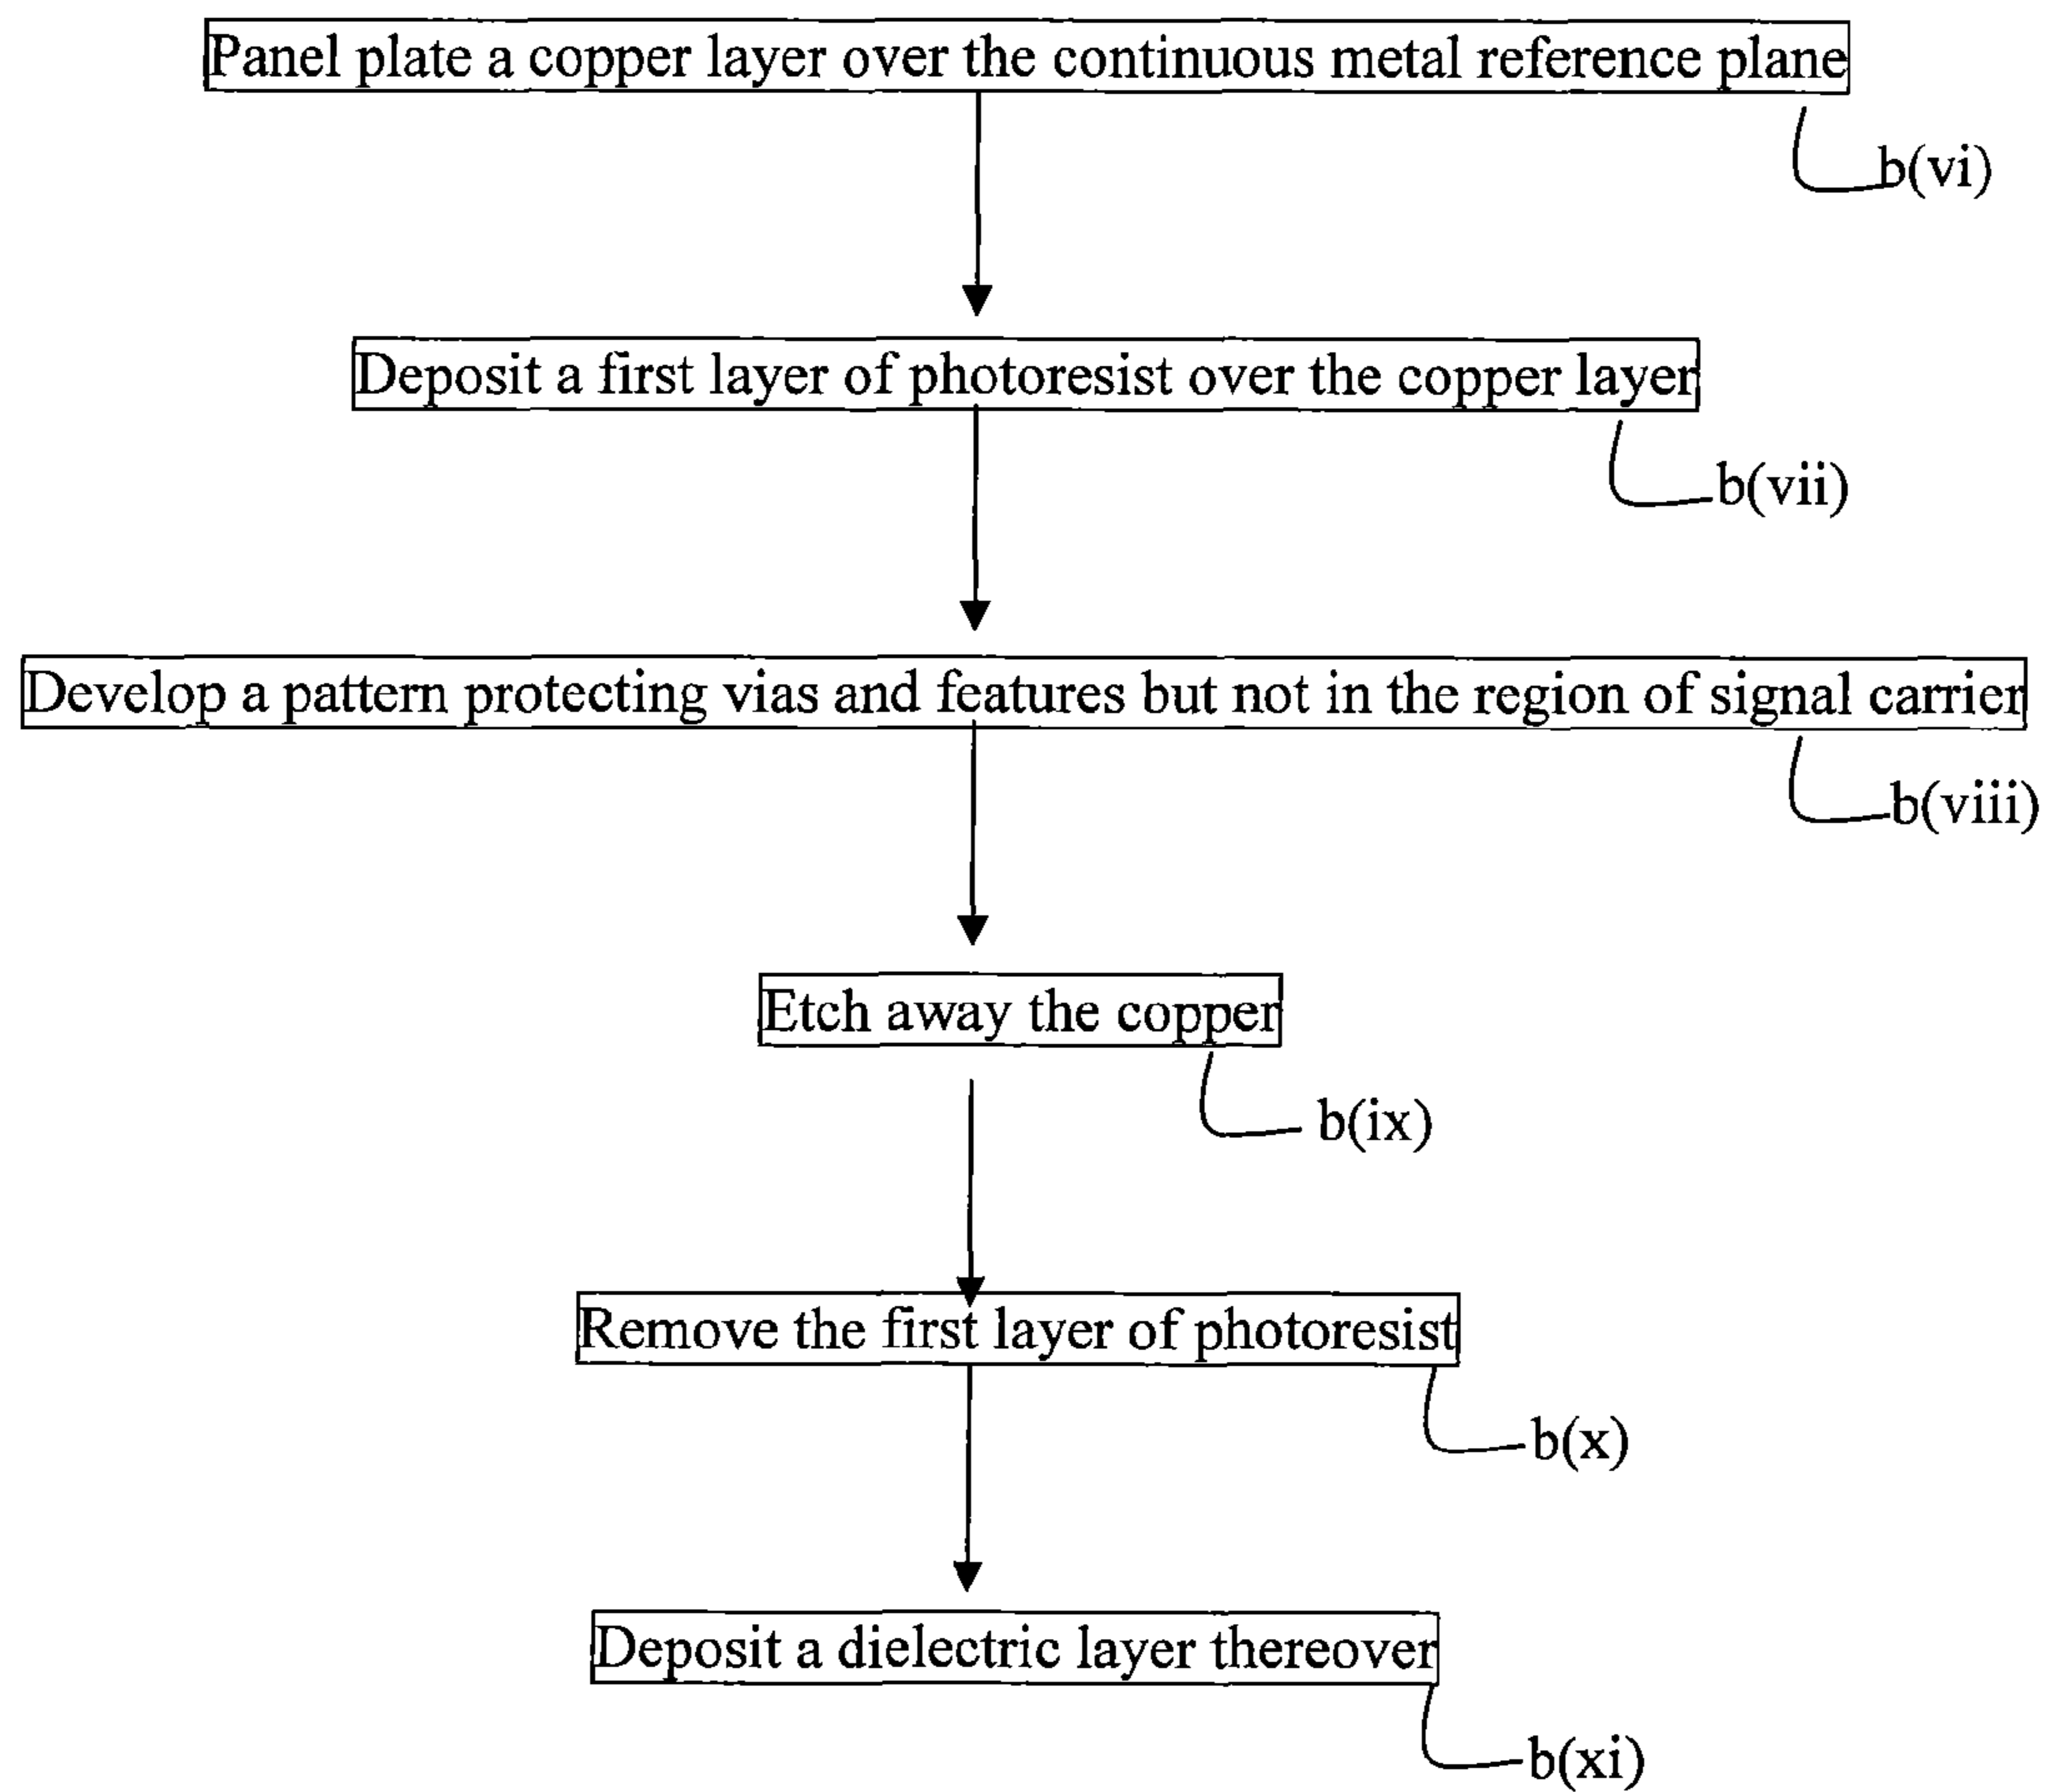 Panel plate a copper layer over the continuous metal reference plane
b(vi)
Deposit a first layer of photoresist over the copper layer
b(vii)
Develop a pattern protecting vias and features but not in the region of signal carrier
b(viii)
Etch away the copper
b(ix)
Remove the first layer of photoresist
b(x)
Deposit a dielectric layer thereover
b(xi)